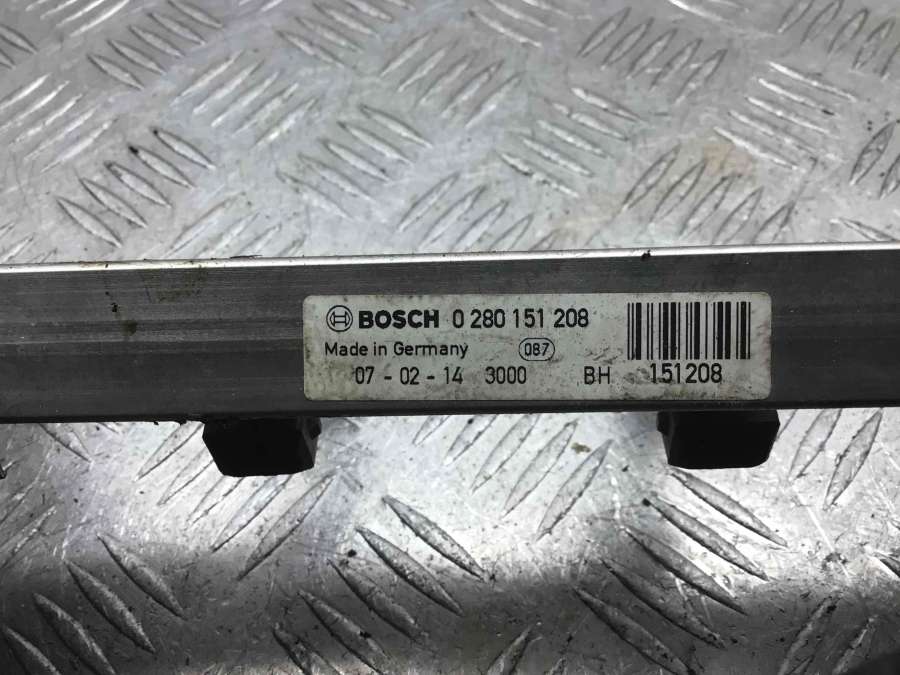 BOSCH 0 280 151 208
Made in Germany 087
07 - 02 - 14 3000 BH 151208